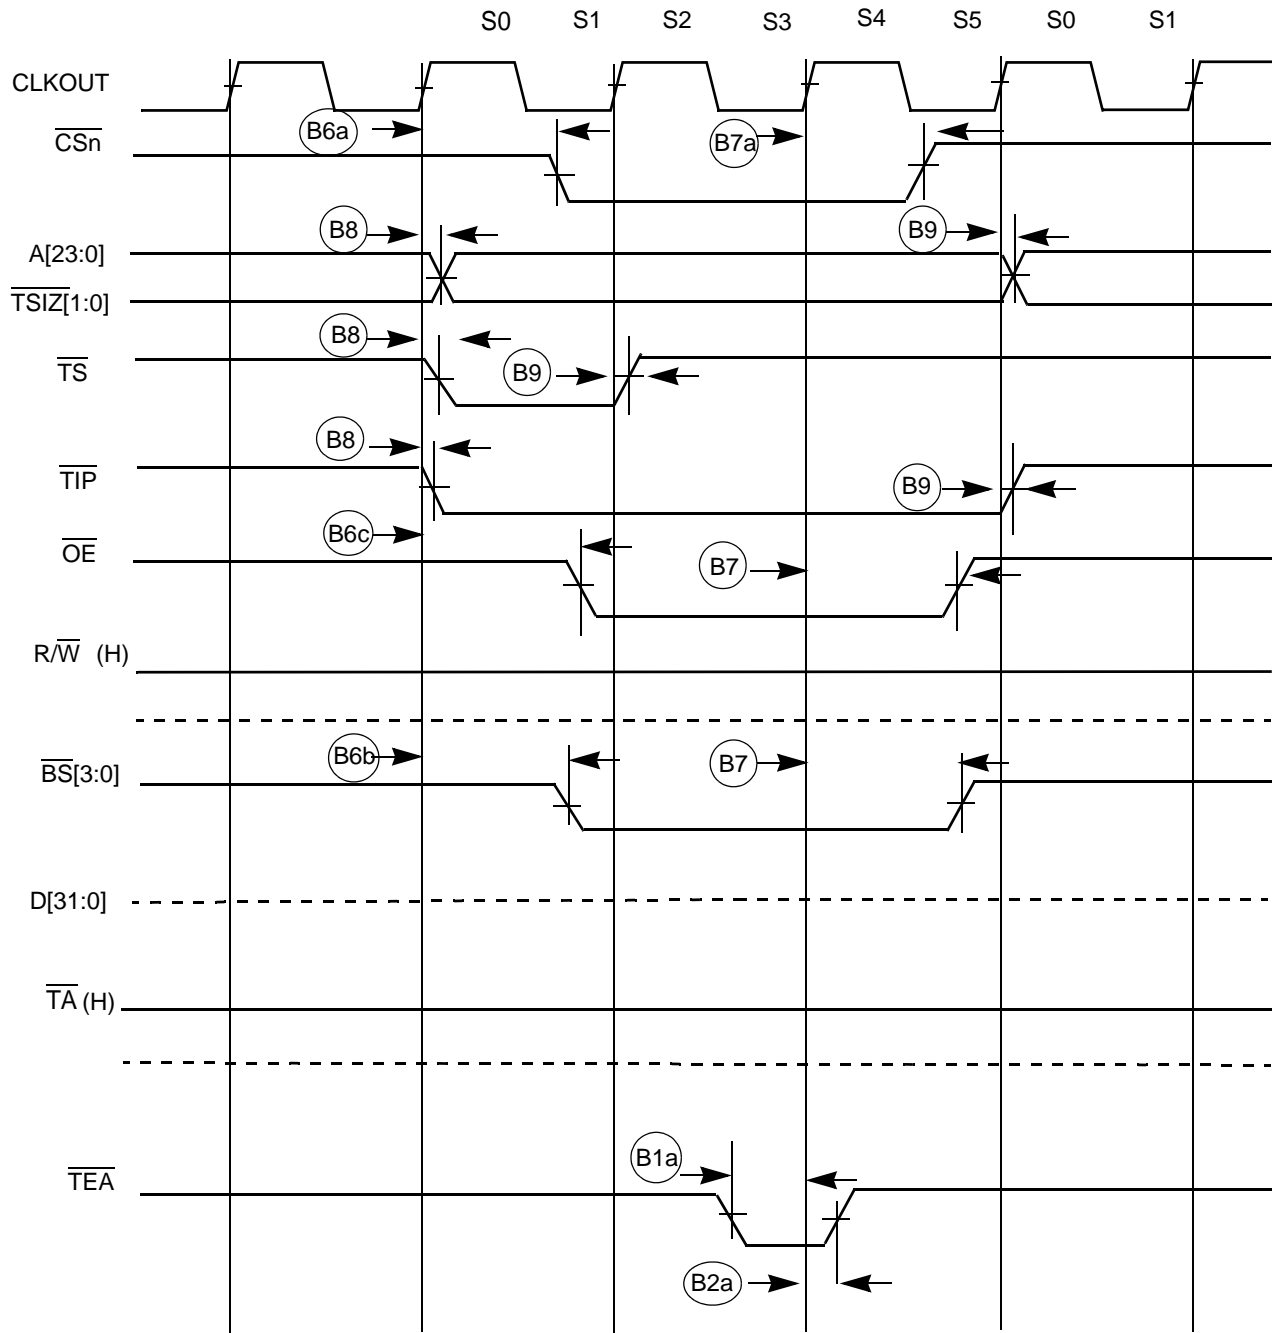 S0 S1 S2 S3 S4 S5 S0 S1
CLKOUT
B6a
B7a
CSn
B8
B9
A[23:0]
TSIZ[1:0]
B8
TS
B9
B8
TIP
B9
B6c
OE
B7
R/W (H)
B6b
B7
BS[3:0]
D[31:0]
TA (H)
B1a
TEA
B2a